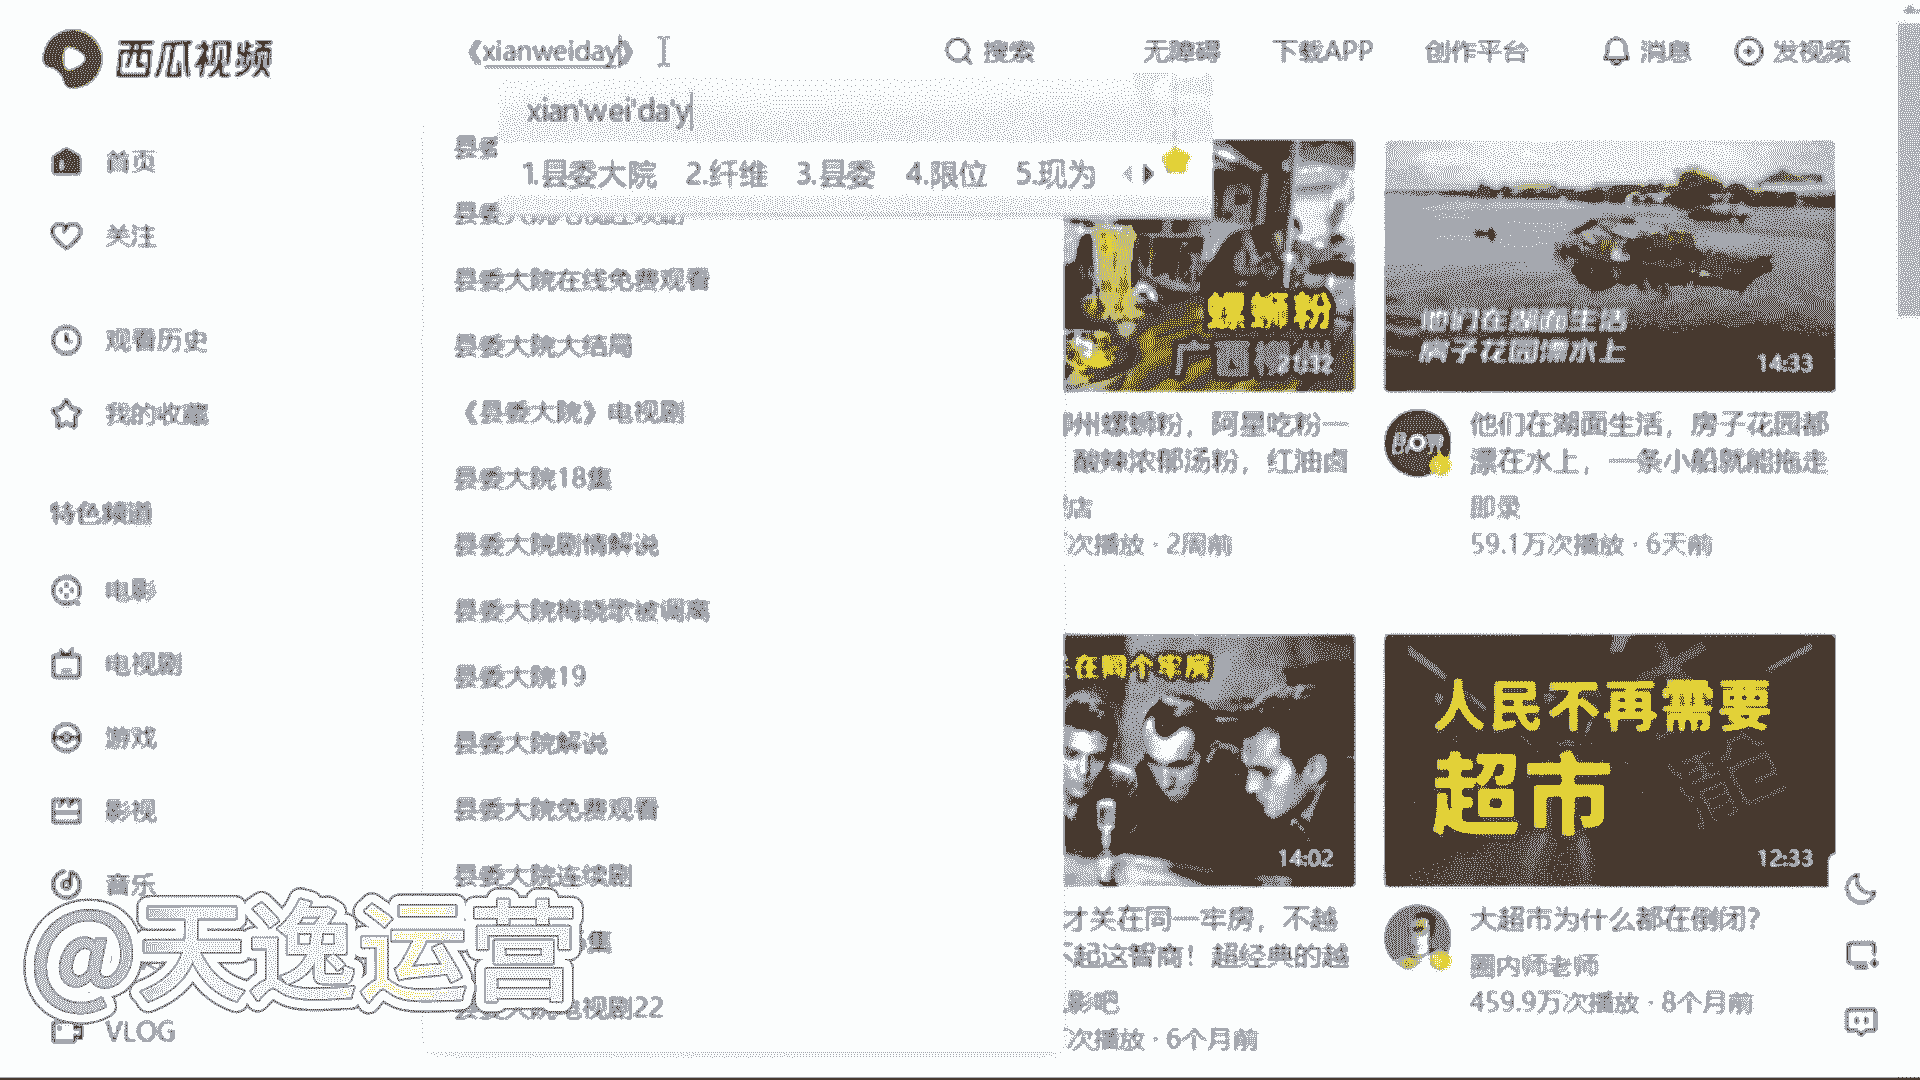 西瓜视频
《xianweiday》
搜索
无障碍
下载APP
创作平台
消息
发视频
xian'wei'da'y
1.县委大院 2.纤维 3.县委 4.限位 5.现为
首页
关注
观看历史
我的收藏
特色频道
电影
电视剧
游戏
影视
音乐
VLOG
县委大院在线免费观看
县委大院大结局
《县委大院》电视剧
县委大院18集
县委大院剧情解说
县委大院梅晓歌被调离
县委大院19
县委大院解说
县委大院免费观看
县委大院连续剧
集
县委大院电视剧22
螺蛳粉
广西柳州
21:32
柳州螺蛳粉，阿星吃粉一
酸辣浓郁汤粉，红油卤
店
次播放 · 2周前
他们在湖面生活
房子花园漂水上
14:33
他们在湖面生活，房子花园都
漂在水上，一条小船就能拖走
即录
59.1万次播放 · 6天前
在同个牢房
14:02
才关在同一牢房，不越
不起这智商！超经典的越
影吧
次播放 · 6个月前
人民不再需要
超市
12:33
大超市为什么都在倒闭？
圈内师老师
459.9万次播放 · 8个月前
@天逸运营